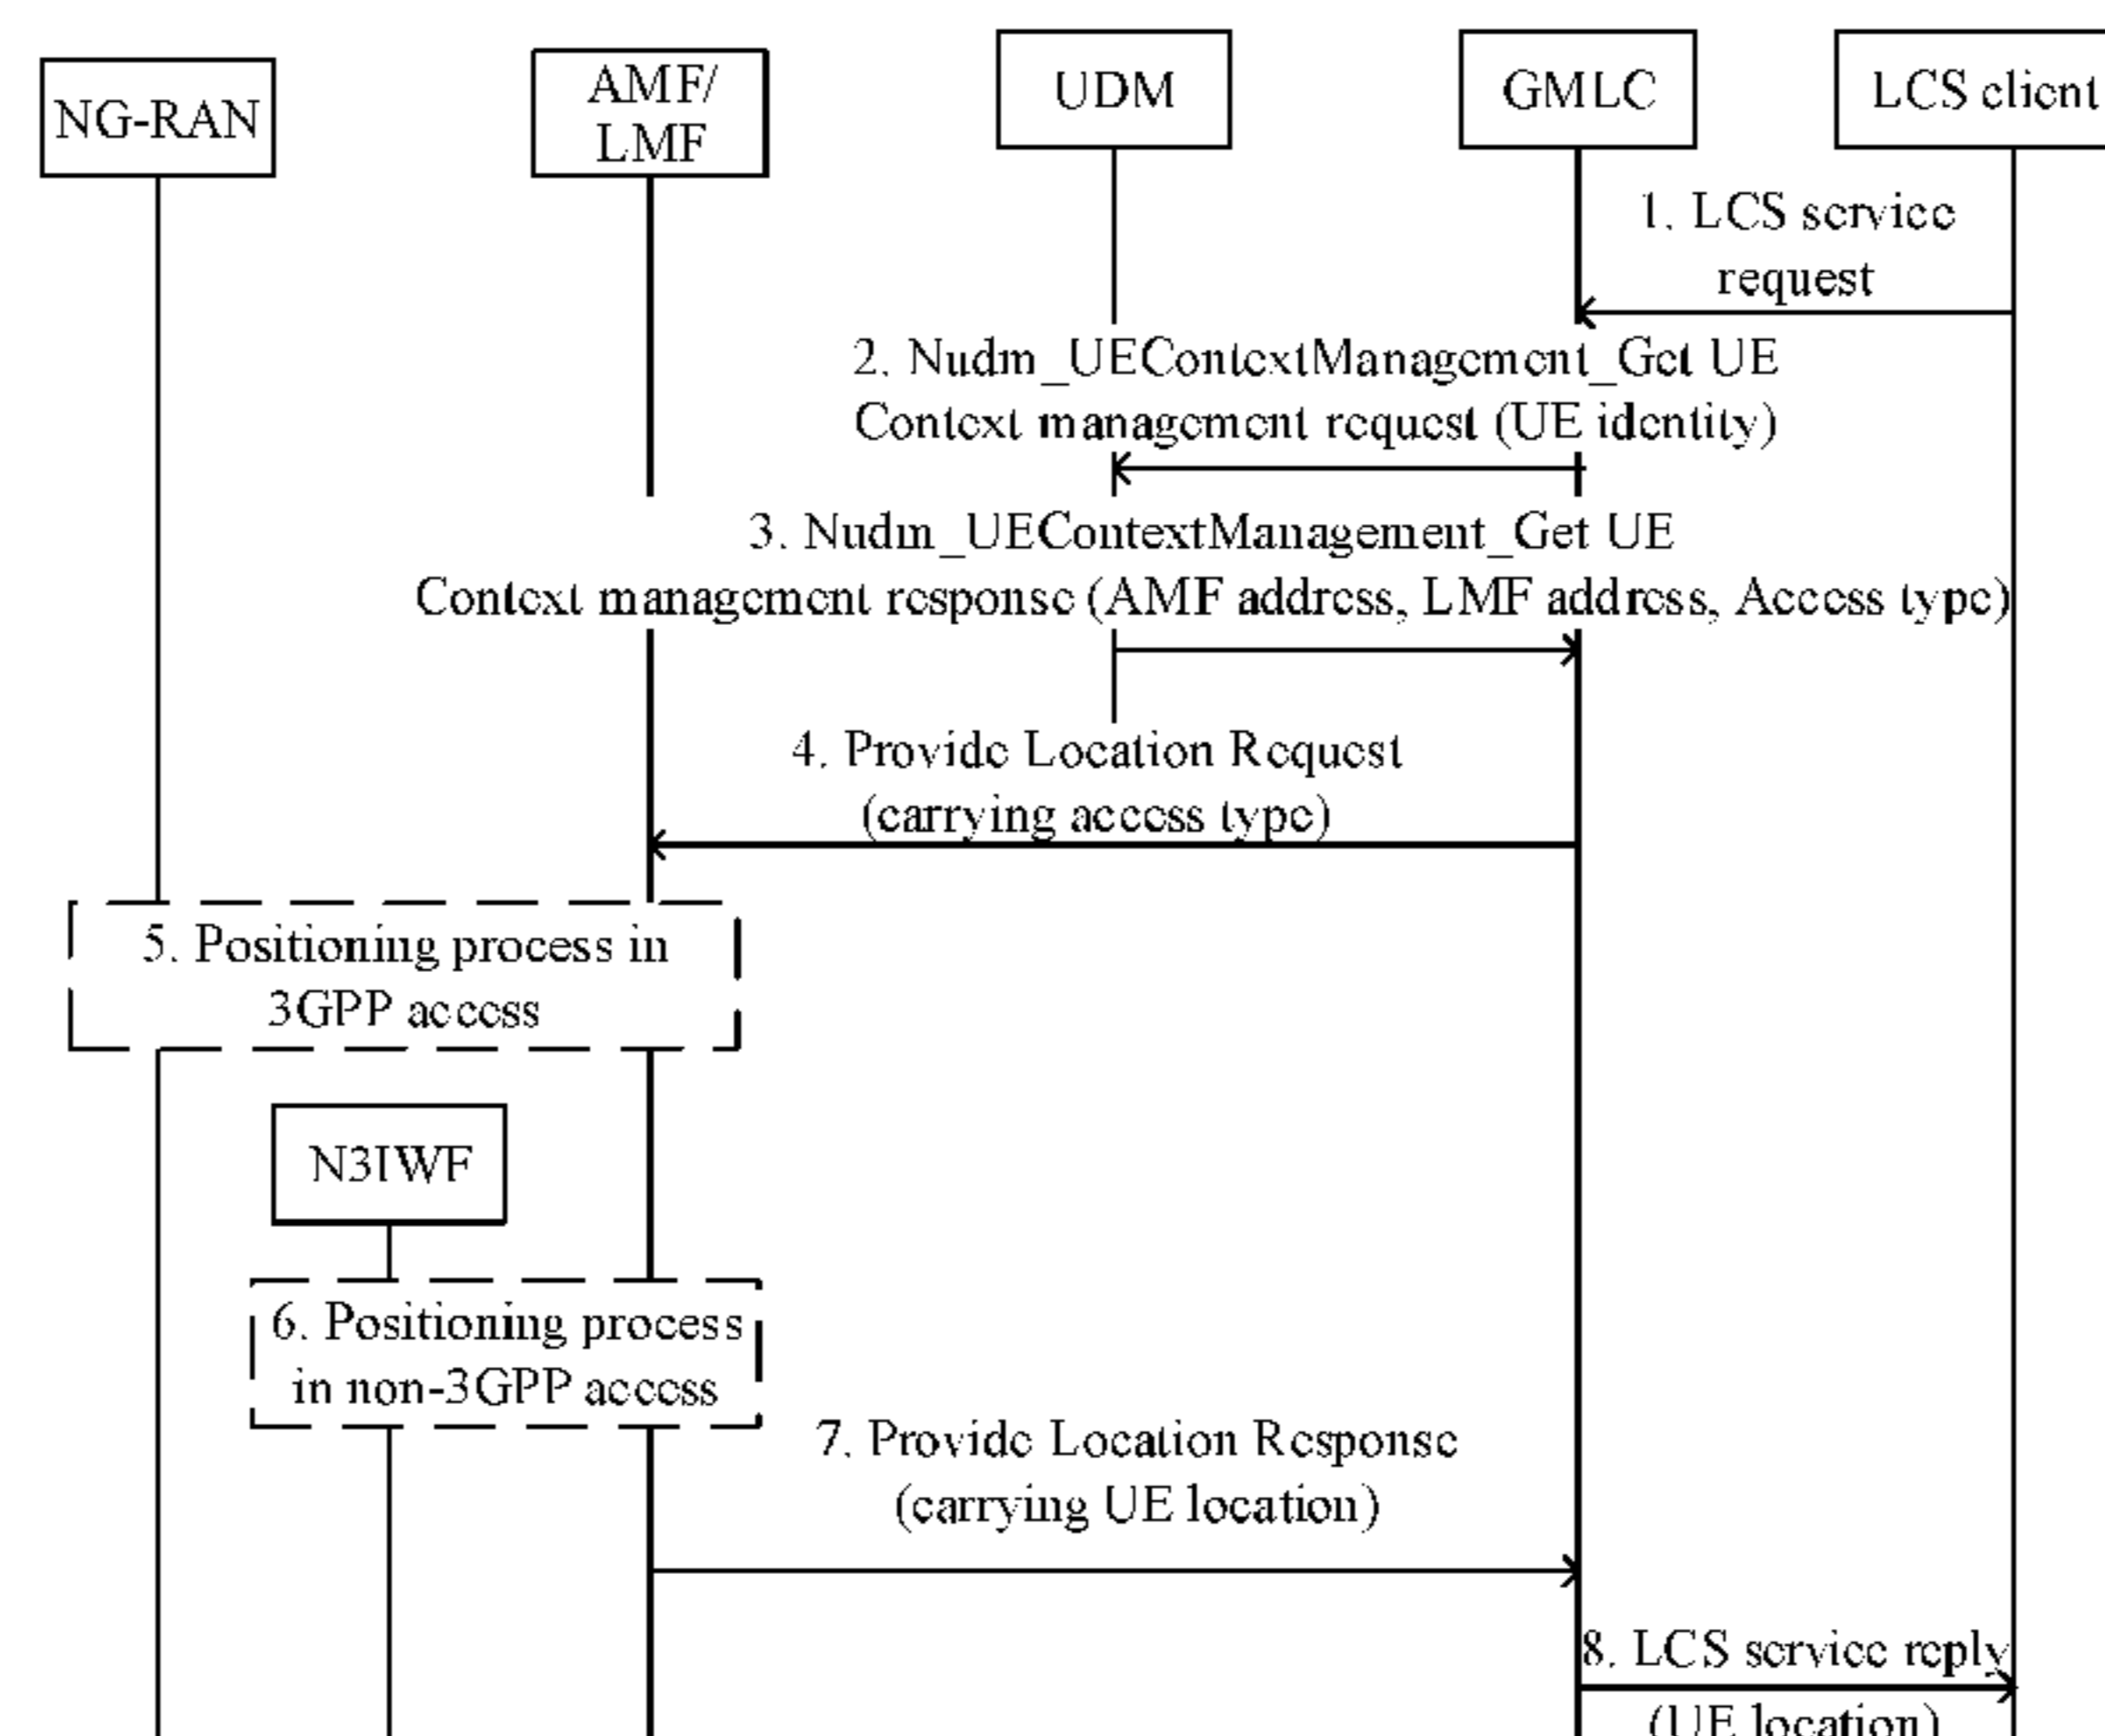 NG-RAN
AMF/
LMF
UDM
GMLC
LCS client
1. LCS service
request
2. Nudm_UEContextManagement_Get UE
Context management request (UE identity)
3. Nudm_UEContextManagement_Get UE
Context management response (AMF address, LMF address, Access type)
4. Provide Location Request
(carrying access type)
5. Positioning process in
3GPP access
N3IWF
6. Positioning process
in non-3GPP access
7. Provide Location Response
(carrying UE location)
8. LCS service reply
(UE location)